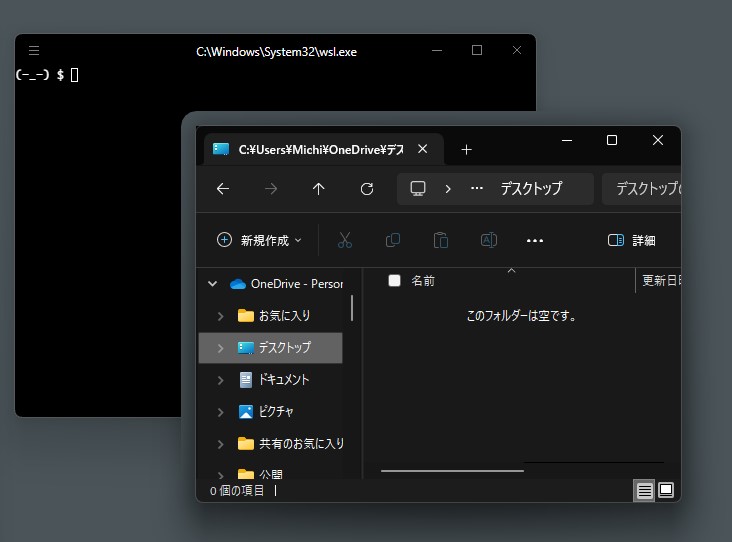 C:\Windows\System32\wsl.exe
(-_-) $
C:¥Users¥Michi¥OneDrive¥デス
デスクトップ
デスクトップの
新規作成
詳細
OneDrive - Person
お気に入り
デスクトップ
ドキュメント
ピクチャ
共有のお気に入り
公開
名前
更新日時
このフォルダーは空です。
0 個の項目